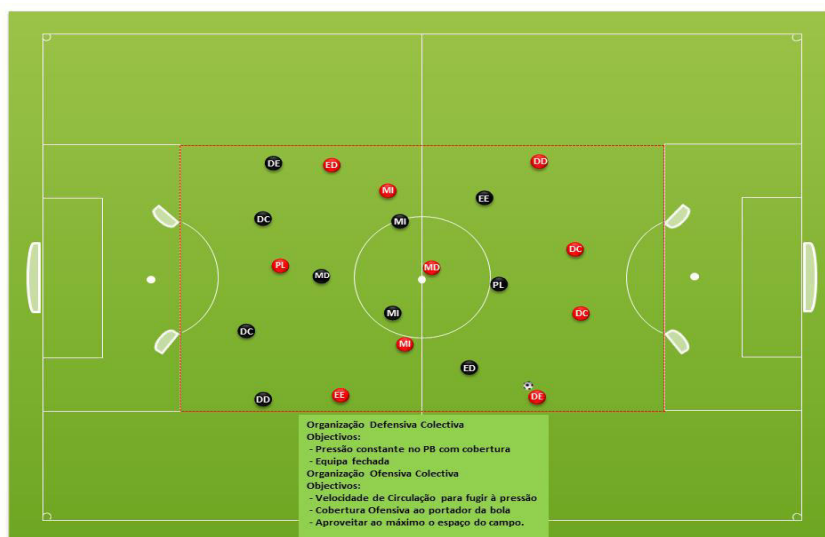 DE
ED
DD
MI
EE
DC
MI
DC
PL
MD
MD
PL
MI
DC
DC
MI
ED
EE
DE
DD
Organização Defensiva Colectiva
Objectivos:
- Pressão constante no PB com cobertura
- Equipa fechada
Organização Ofensiva Colectiva
Objectivos:
- Velocidade de Circulação para fugir à pressão
- Cobertura Ofensiva ao portador da bola
- Aproveitar ao máximo o espaço do campo.